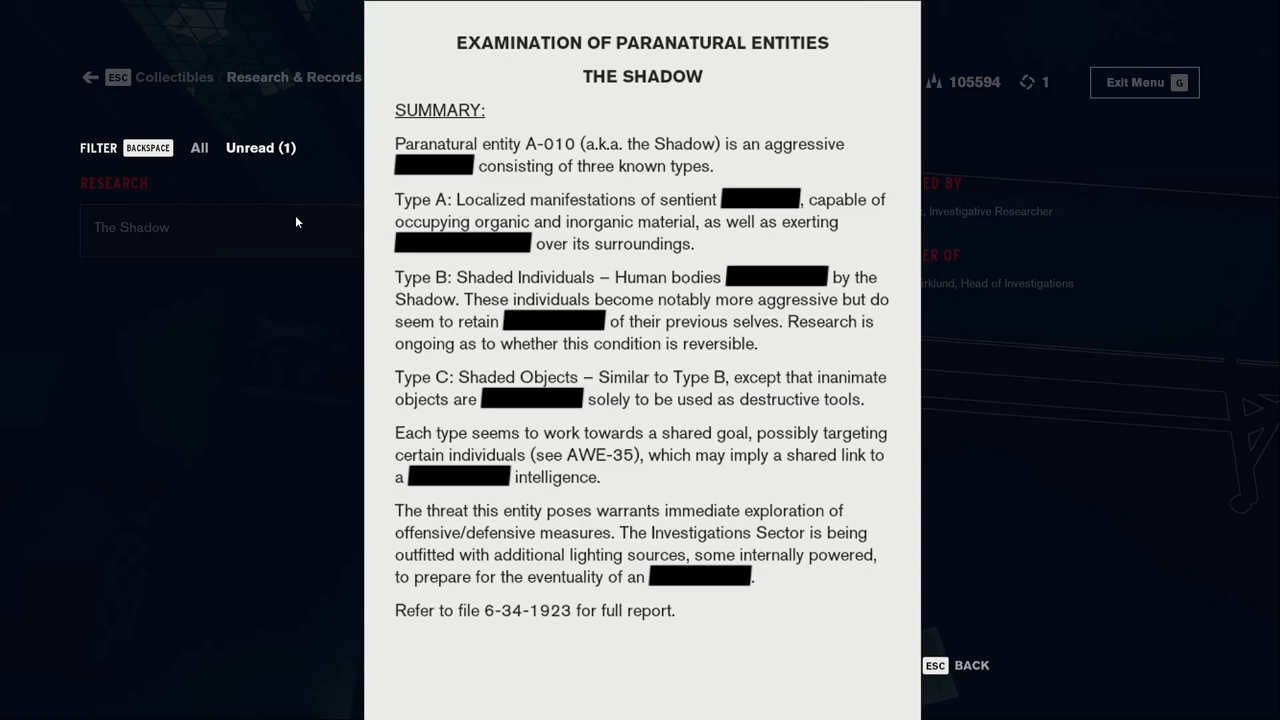 EXAMINATION OF PARANATURAL ENTITIES
THE SHADOW
ESC Collectibles / Research & Records
105594 1
Exit Menu G
SUMMARY:
FILTER BACKSPACE All Unread (1)
Paranatural entity A-010 (a.k.a. the Shadow) is an aggressive
consisting of three known types.
RESEARCH
ED BY
Type A: Localized manifestations of sentient , capable of
, Investigative Researcher
occupying organic and inorganic material, as well as exerting
The Shadow
over its surroundings.
ER OF
Type B: Shaded Individuals – Human bodies by the
rklund, Head of Investigations
Shadow. These individuals become notably more aggressive but do
seem to retain of their previous selves. Research is
ongoing as to whether this condition is reversible.
Type C: Shaded Objects – Similar to Type B, except that inanimate
objects are solely to be used as destructive tools.
Each type seems to work towards a shared goal, possibly targeting
certain individuals (see AWE-35), which may imply a shared link to
a intelligence.
The threat this entity poses warrants immediate exploration of
offensive/defensive measures. The Investigations Sector is being
outfitted with additional lighting sources, some internally powered,
to prepare for the eventuality of an .
Refer to file 6-34-1923 for full report.
ESC BACK